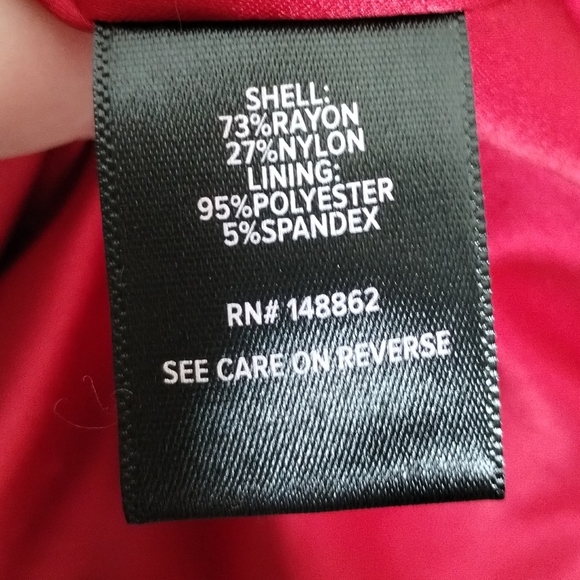 SHELL:
73%RAYON
27%NYLON
LINING:
95%POLYESTER
5%SPANDEX
RN# 148862
SEE CARE ON REVERSE